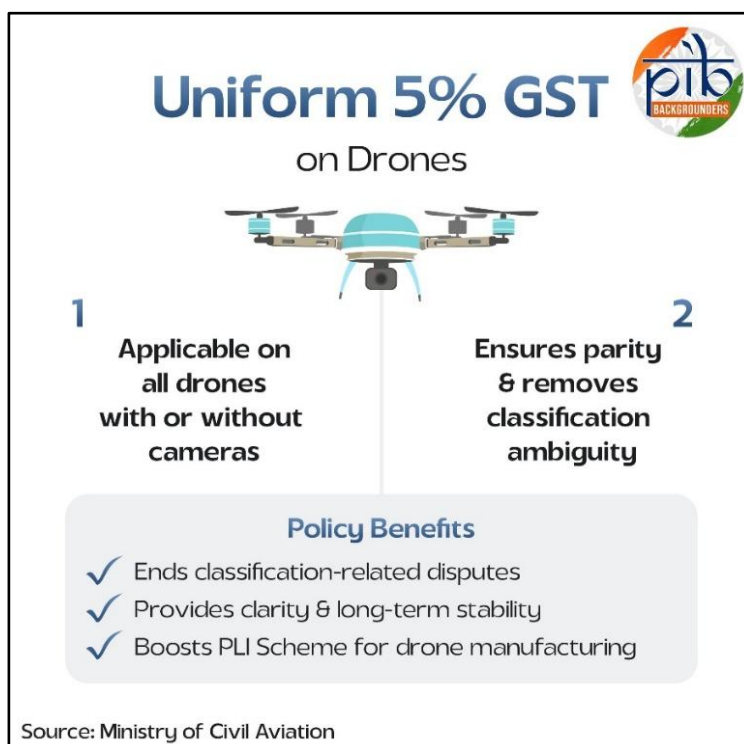 Uniform 5% GST
on Drones
pib
BACKGROUNDERS
1
Applicable on
all drones
with or without
cameras
2
Ensures parity
& removes
classification
ambiguity
Policy Benefits
Ends classification-related disputes
Provides clarity & long-term stability
Boosts PLI Scheme for drone manufacturing
Source: Ministry of Civil Aviation